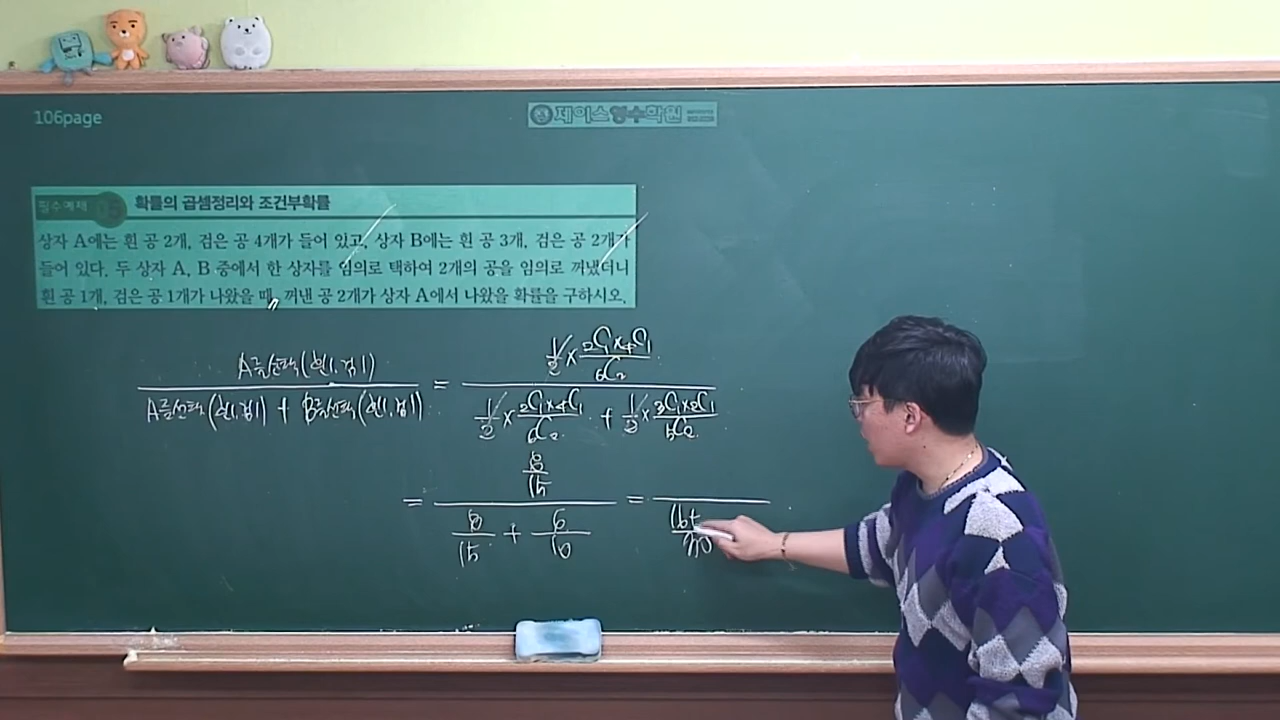 106page
제이스영수학원
필수예제 05 확률의 곱셈정리와 조건부확률
상자 A에는 흰 공 2개, 검은 공 4개가 들어 있고, 상자 B에는 흰 공 3개, 검은 공 2개가
들어 있다. 두 상자 A, B 중에서 한 상자를 임의로 택하여 2개의 공을 임의로 꺼냈더니
흰 공 1개, 검은 공 1개가 나왔을 때, 꺼낸 공 2개가 상자 A에서 나왔을 확률을 구하시오.
A를선택(흰1,검1) / A를선택(흰1,검1) + B를선택(흰1,검1) = 1/2 × 2C1×4C1/6C2 / 1/2 × 2C1×4C1/6C2 + 1/2 × 3C1×2C1/5C2
= 8/15 / 8/15 + 6/10 = 16+/30